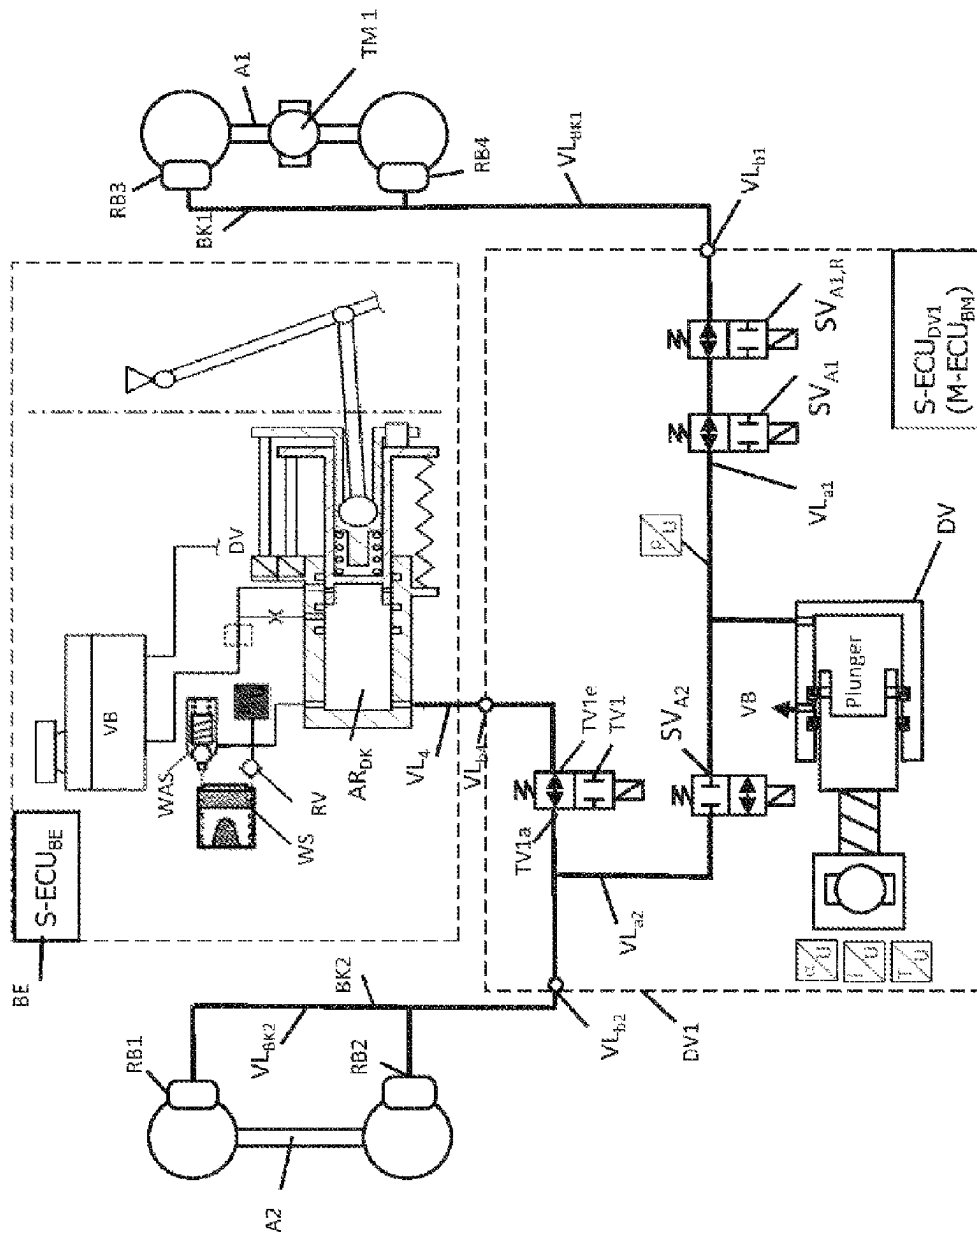 A1
TM 1
RB3
BK1
RB4
VL_BK1
VL_b1
S-ECU_BE
BE
VB
DV
X
WAS
RV
WS
AR_DK
VL_4
TV1e
TV1
TV1a
SV_A2
SV_A1
SV_A1,R
VL_a1
S-ECU_DV1
(M-ECU_BM)
DV
VB
Plunger
VL_a2
VL_b2
DV1
BK2
VL_BK2
RB1
RB2
A2